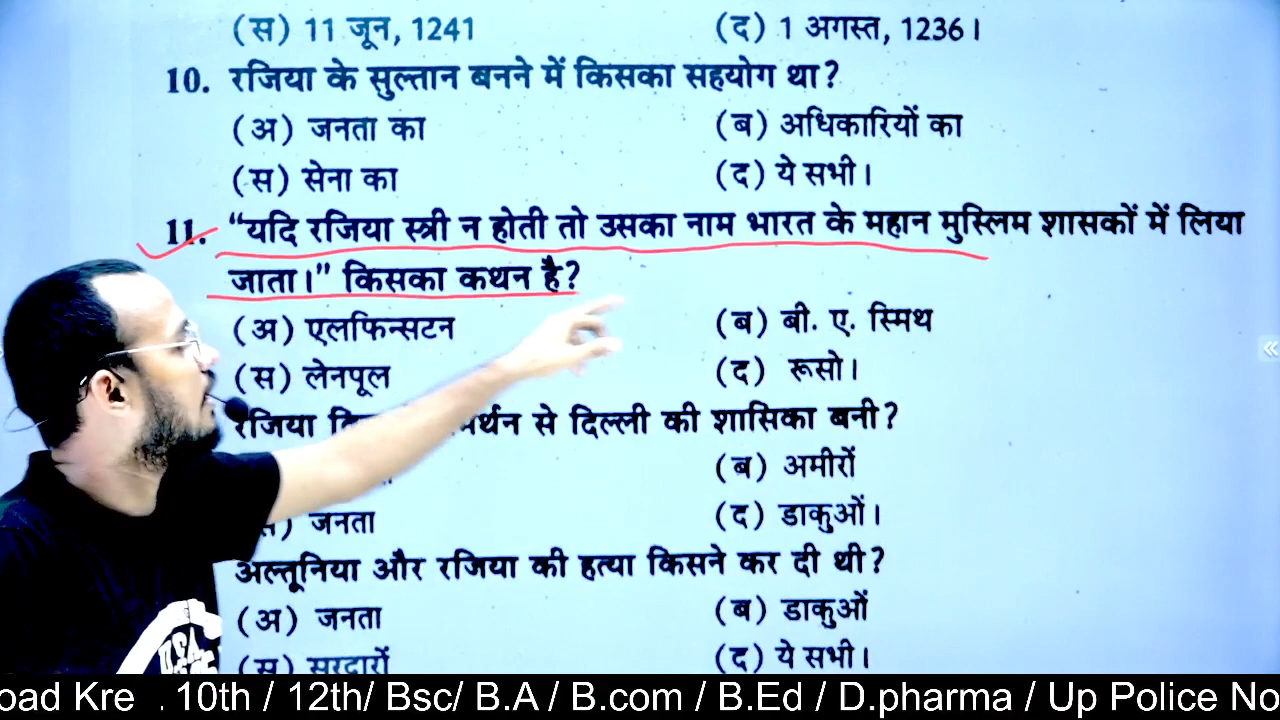 (स) 11 जून, 1241 (द) 1 अगस्त, 1236।
10. रजिया के सुल्तान बनने में किसका सहयोग था?
(अ) जनता का (ब) अधिकारियों का
(स) सेना का (द) ये सभी।
11. “यदि रजिया स्त्री न होती तो उसका नाम भारत के महान मुस्लिम शासकों में लिया
जाता।” किसका कथन है?
(अ) एलफिन्सटन (ब) बी. ए. स्मिथ
(स) लेनपूल (द) रूसो।
रजिया से दिल्ली की शासिका बनी?
(ब) अमीरों
(स) जनता (द) डाकुओं।
अल्तूनिया और रजिया की हत्या किसने कर दी थी?
(अ) जनता (ब) डाकुओं
(स) सरदारों (द) ये सभी।
oad Kre . 10th / 12th/ Bsc/ B.A / B.com / B.Ed / D.pharma / Up Police No